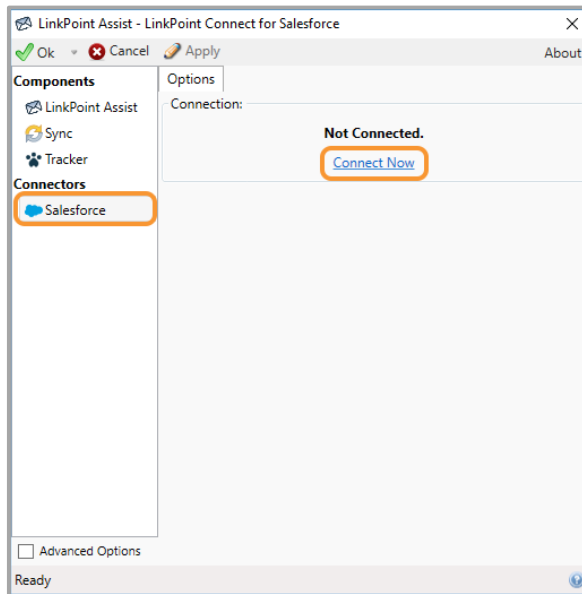 LinkPoint Assist - LinkPoint Connect for Salesforce
Ok Cancel Apply About
Components
LinkPoint Assist
Sync
Tracker
Connectors
Salesforce
Options
Connection:
Not Connected.
Connect Now
Advanced Options
Ready